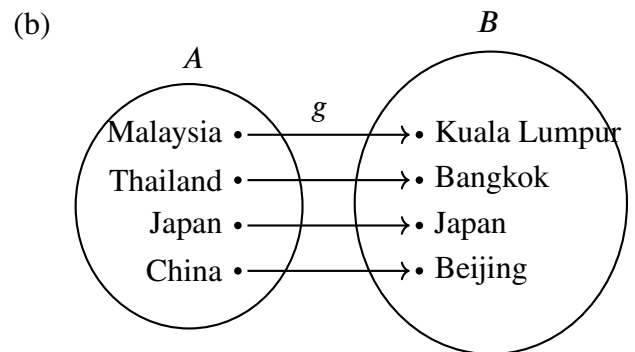 (b)
A
B
g
Malaysia • • Kuala Lumpur
Thailand • • Bangkok
Japan • • Japan
China • • Beijing